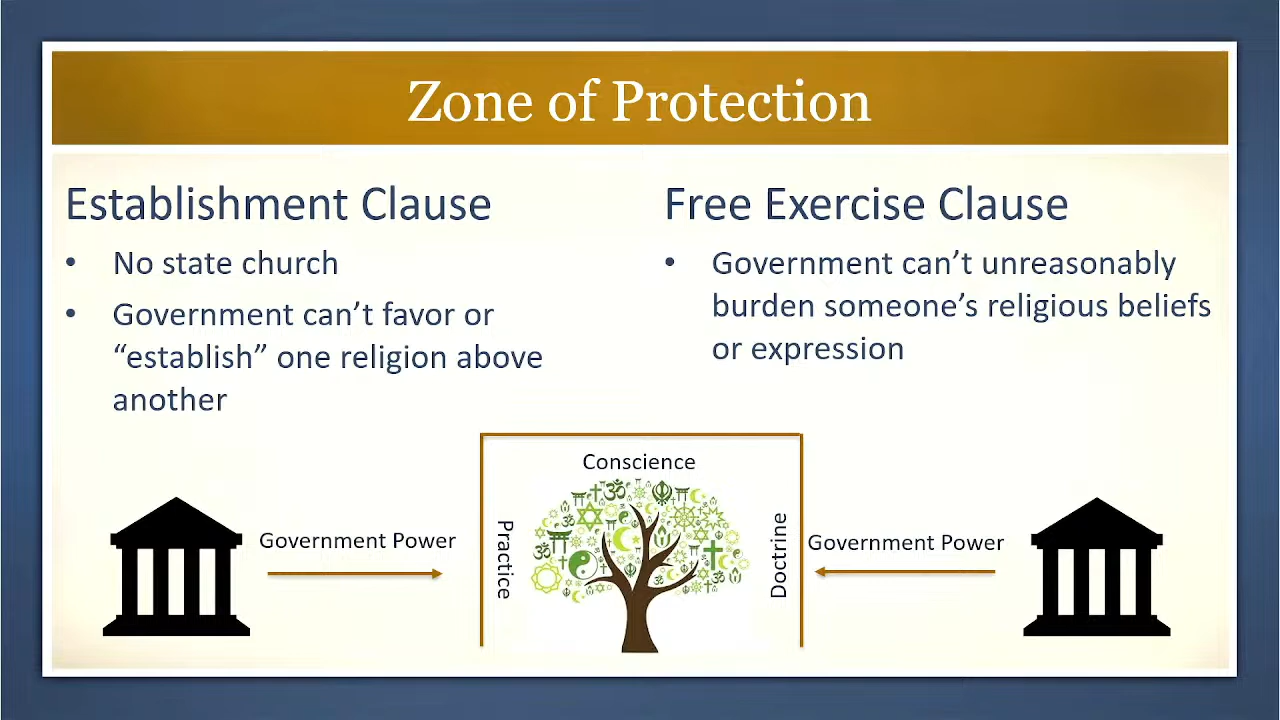 Zone of Protection
Establishment Clause
• No state church
• Government can’t favor or
“establish” one religion above
another
Free Exercise Clause
• Government can’t unreasonably
burden someone’s religious beliefs
or expression
Conscience
Government Power
Practice
Doctrine
Government Power